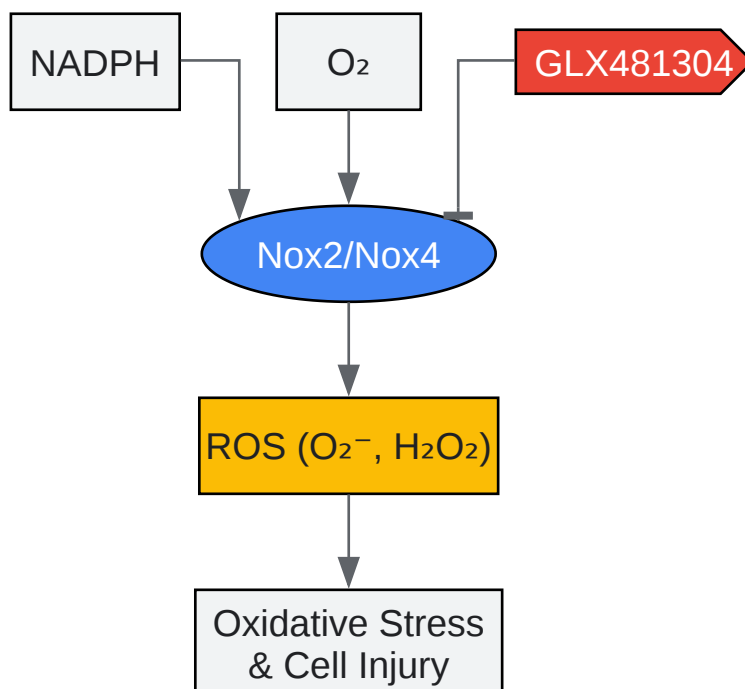 NADPH
O₂
GLX481304
Nox2/Nox4
ROS (O₂⁻, H₂O₂)
Oxidative Stress
& Cell Injury